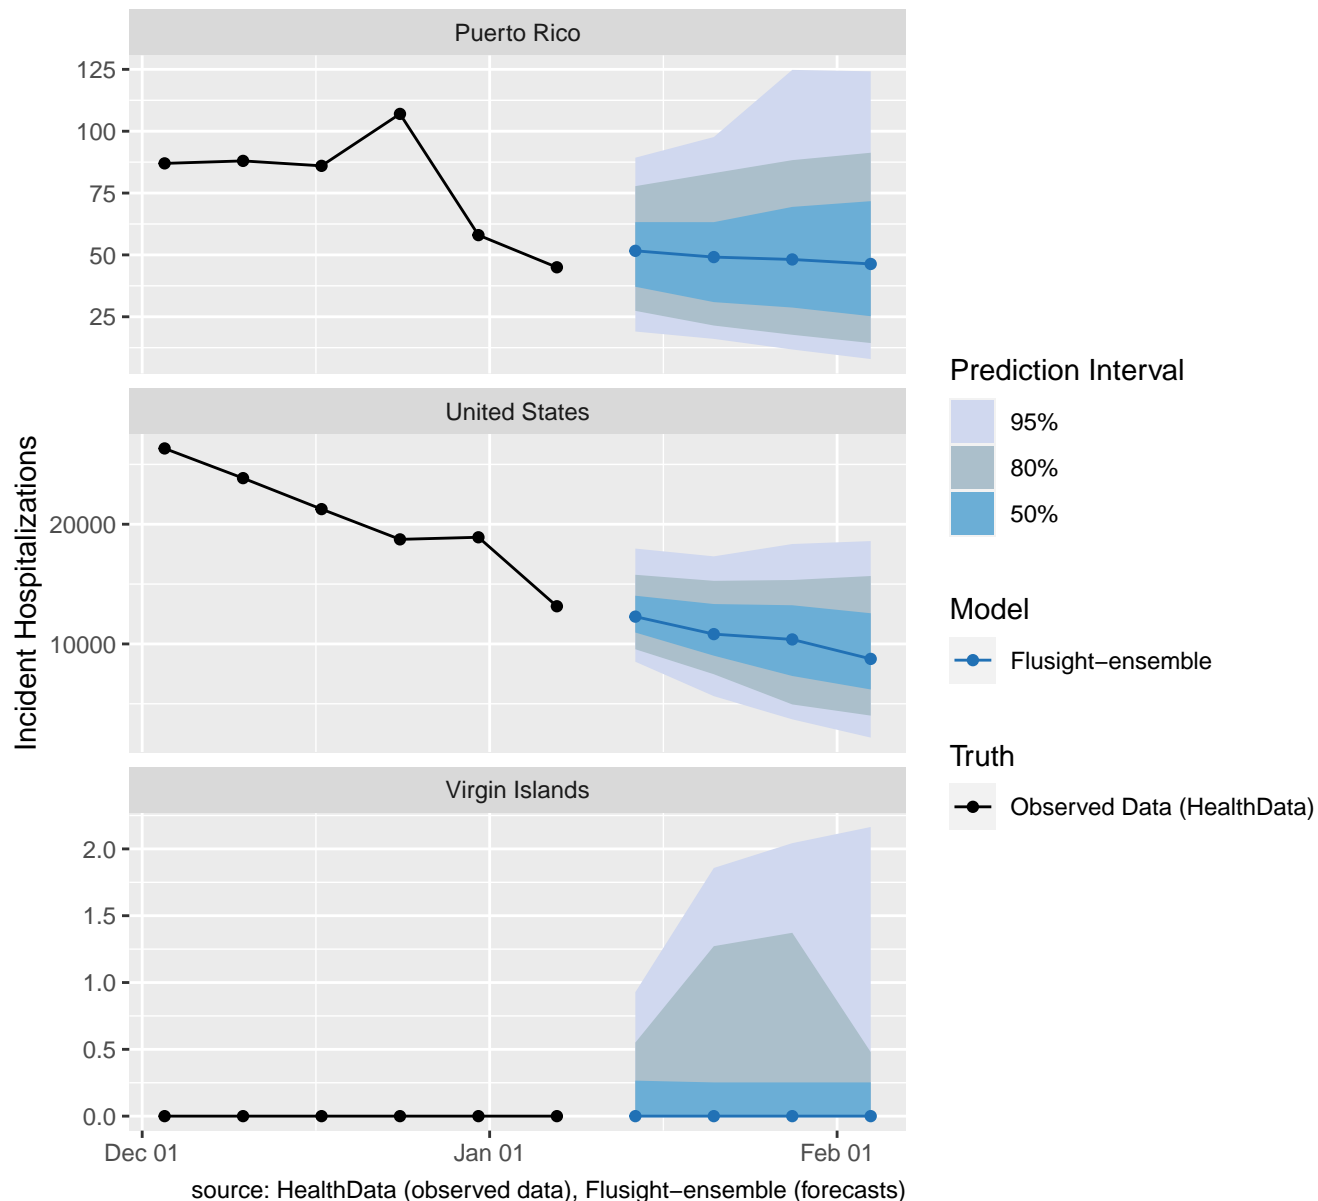 Puerto Rico
125
100
75
50
25
United States
20000
10000
Virgin Islands
2.0
1.5
1.0
0.5
0.0
Dec 01
Jan 01
Feb 01
Incident Hospitalizations
source: HealthData (observed data), Flusight−ensemble (forecasts)
Prediction Interval
95%
80%
50%
Model
Flusight−ensemble
Truth
Observed Data (HealthData)